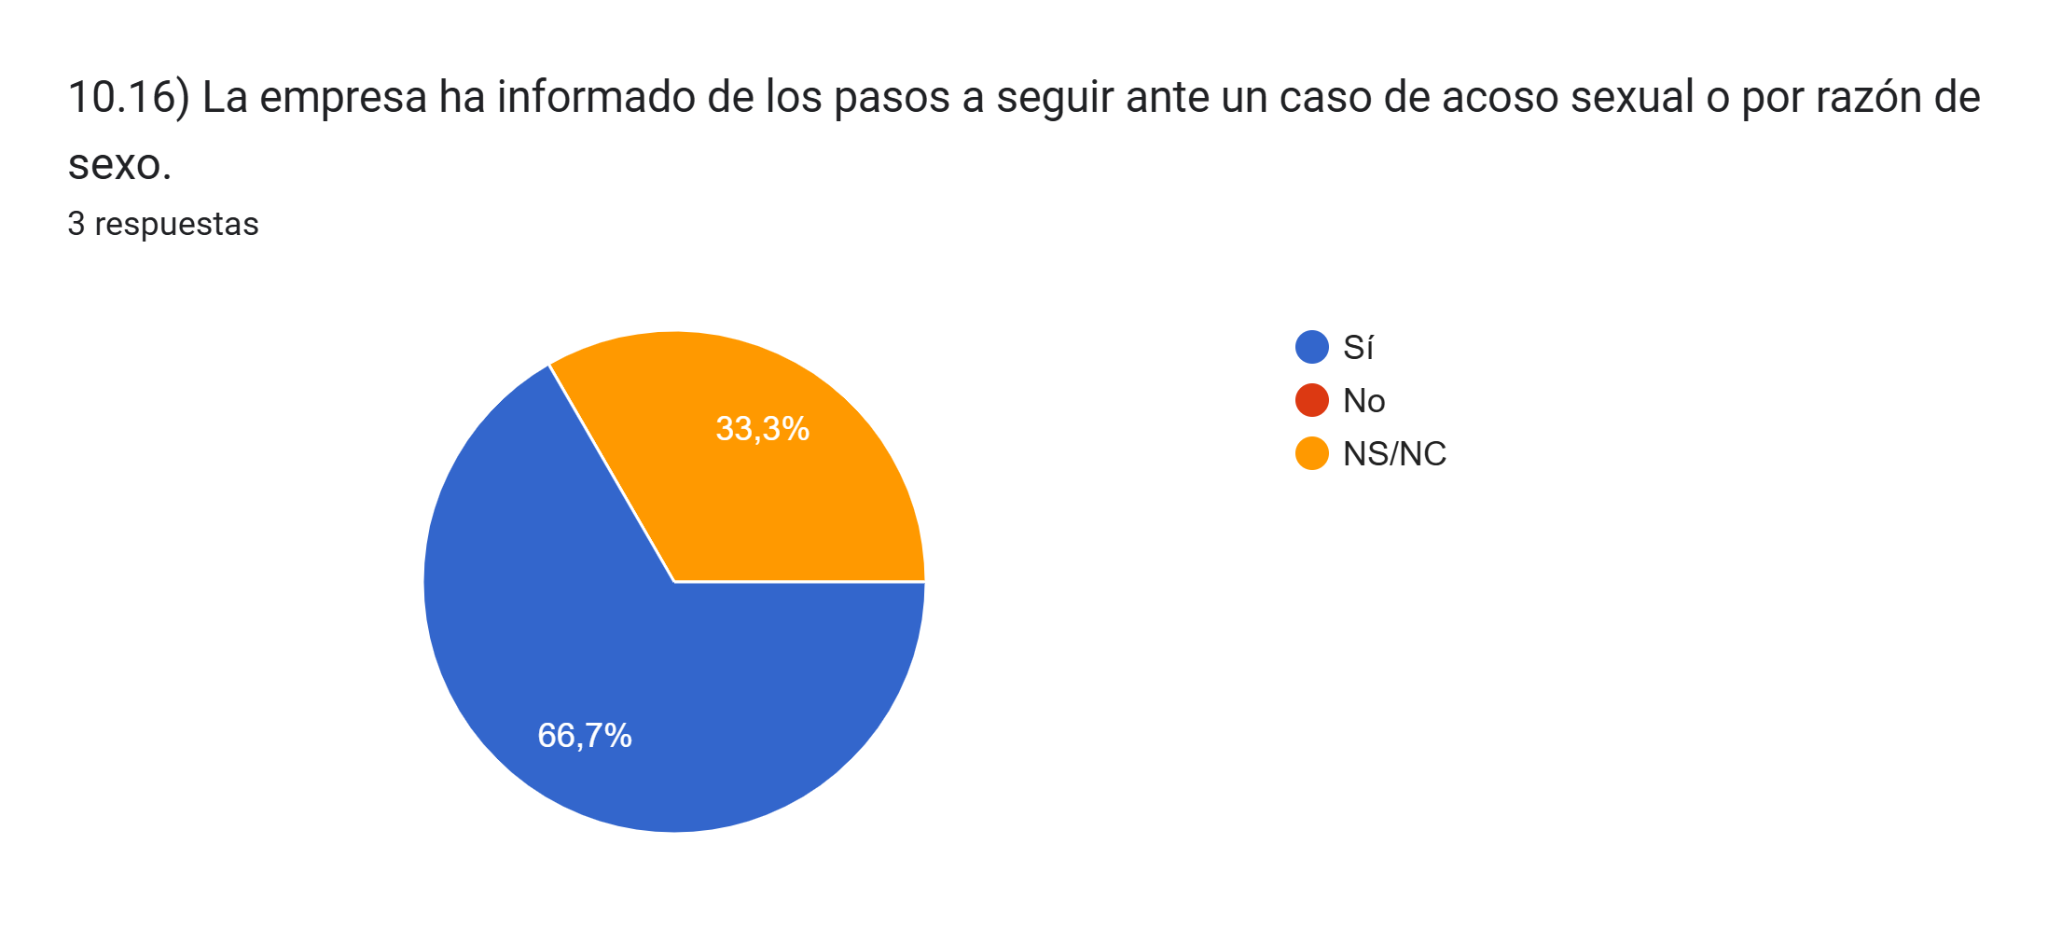 10.16) La empresa ha informado de los pasos a seguir ante un caso de acoso sexual o por razón de
sexo.
3 respuestas
Sí
No
NS/NC
33,3%
66,7%